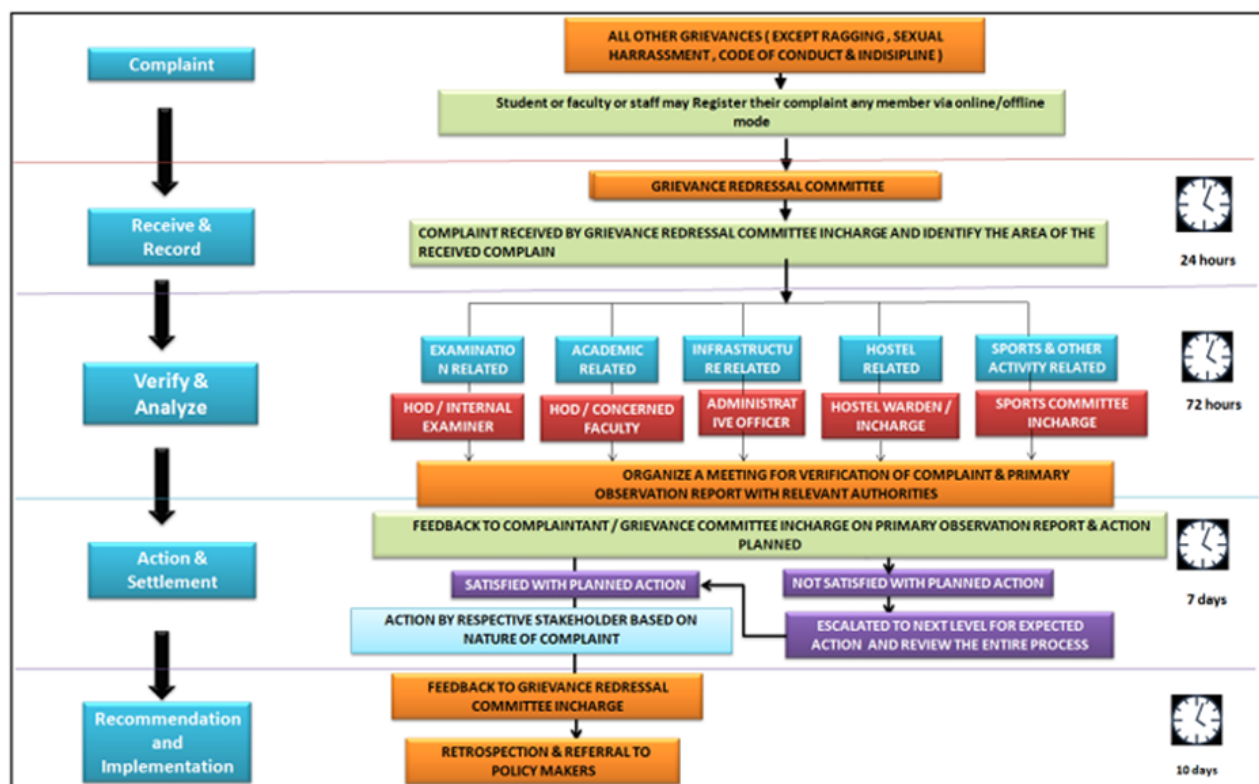 ALL OTHER GRIEVANCES ( EXCEPT RAGGING , SEXUAL
HARRASSMENT , CODE OF CONDUCT & INDISIPLINE )
Complaint
Student or faculty or staff may Register their complaint any member via online/offline
mode
GRIEVANCE REDRESSAL COMMITTEE
Receive &
Record
COMPLAINT RECEIVED BY GRIEVANCE REDRESSAL COMMITTEE INCHARGE AND IDENTIFY THE AREA OF THE
RECEIVED COMPLAIN
24 hours
Verify &
Analyze
EXAMINATIO
N RELATED
ACADEMIC
RELATED
INFRASTRUCTU
RE RELATED
HOSTEL
RELATED
SPORTS & OTHER
ACTIVITY RELATED
HOD / INTERNAL
EXAMINER
HOD / CONCERNED
FACULTY
ADMINISTRAT
IVE OFFICER
HOSTEL WARDEN /
INCHARGE
SPORTS COMMITTEE
INCHARGE
72 hours
ORGANIZE A MEETING FOR VERIFICATION OF COMPLAINT & PRIMARY
OBSERVATION REPORT WITH RELEVANT AUTHORITIES
Action &
Settlement
FEEDBACK TO COMPLAINTANT / GRIEVANCE COMMITTEE INCHARGE ON PRIMARY OBSERVATION REPORT & ACTION
PLANNED
SATISFIED WITH PLANNED ACTION
NOT SATISFIED WITH PLANNED ACTION
7 days
ACTION BY RESPECTIVE STAKEHOLDER BASED ON
NATURE OF COMPLAINT
ESCALATED TO NEXT LEVEL FOR EXPECTED
ACTION AND REVIEW THE ENTIRE PROCESS
Recommendation
and
Implementation
FEEDBACK TO GRIEVANCE REDRESSAL
COMMITTEE INCHARGE
RETROSPECTION & REFERRAL TO
POLICY MAKERS
10 days